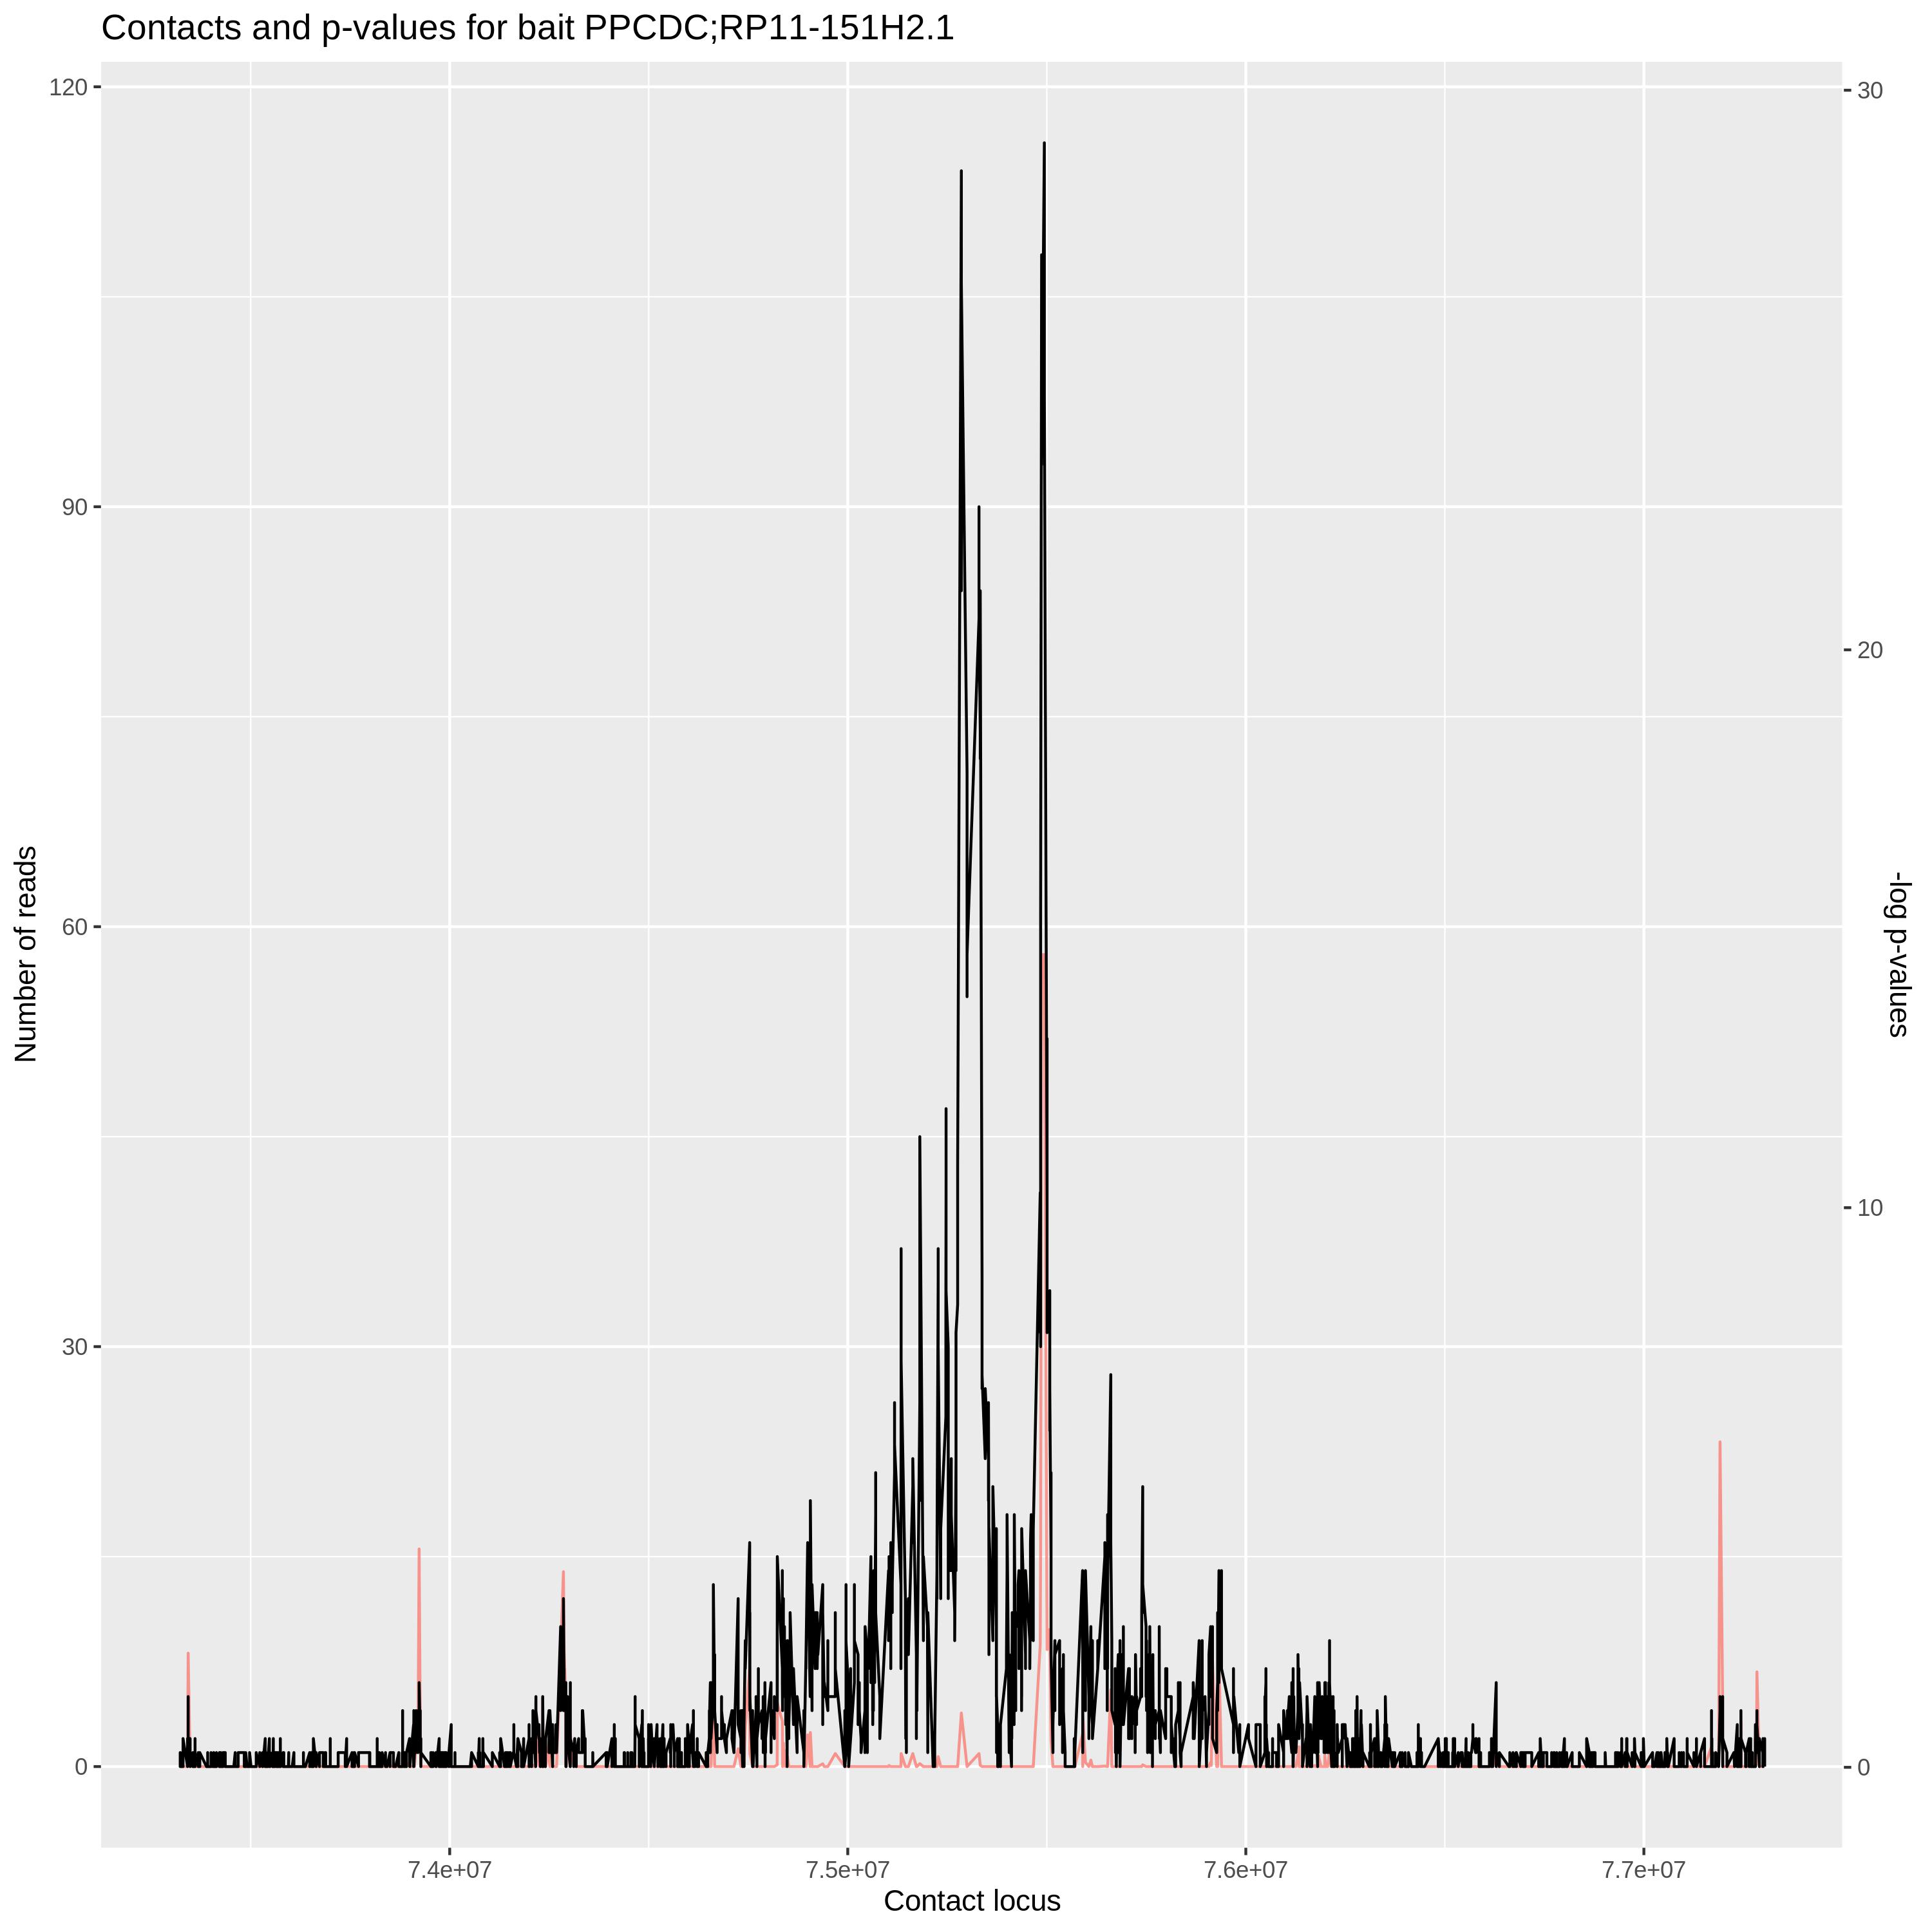 Contacts and p-values for bait PPCDC;RP11-151H2.1
120
90
60
30
0
Number of reads
30
20
10
0
-log p-values
7.4e+07
7.5e+07
7.6e+07
7.7e+07
Contact locus